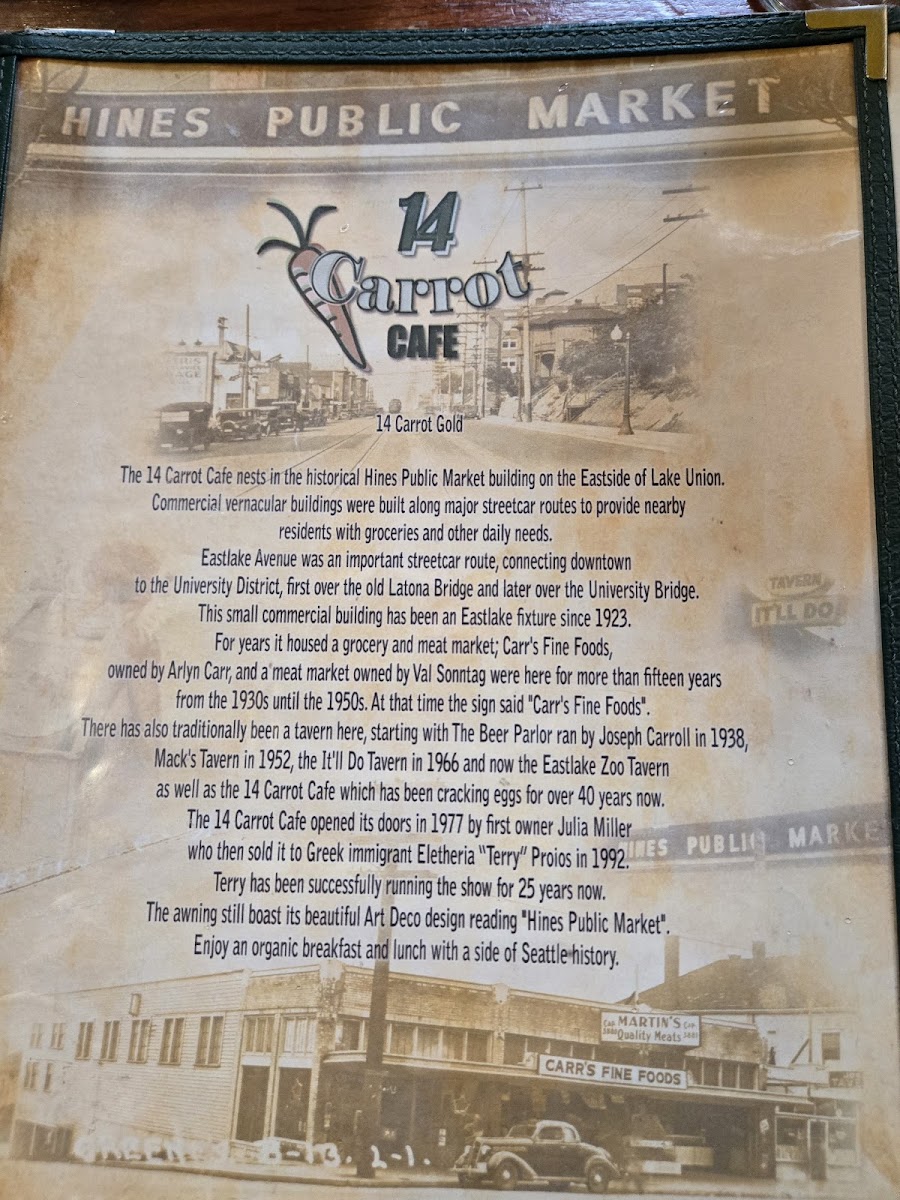 HINES PUBLIC MARKET
14
Carrot
CAFE
14 Carrot Gold
The 14 Carrot Cafe nests in the historical Hines Public Market building on the Eastside of Lake Union.
Commercial vernacular buildings were built along major streetcar routes to provide nearby
residents with groceries and other daily needs.
Eastlake Avenue was an important streetcar route, connecting downtown
to the University District, first over the old Latona Bridge and later over the University Bridge.
This small commercial building has been an Eastlake fixture since 1923.
For years it housed a grocery and meat market; Carr's Fine Foods,
owned by Arlyn Carr, and a meat market owned by Val Sonntag were here for more than fifteen years
from the 1930s until the 1950s. At that time the sign said "Carr's Fine Foods".
There has also traditionally been a tavern here, starting with The Beer Parlor ran by Joseph Carroll in 1938,
Mack's Tavern in 1952, the It'll Do Tavern in 1966 and now the Eastlake Zoo Tavern
as well as the 14 Carrot Cafe which has been cracking eggs for over 40 years now.
The 14 Carrot Cafe opened its doors in 1977 by first owner Julia Miller
who then sold it to Greek immigrant Eletheria "Terry" Proios in 1992.
Terry has been successfully running the show for 25 years now.
The awning still boast its beautiful Art Deco design reading "Hines Public Market".
Enjoy an organic breakfast and lunch with a side of Seattle history.
TAVERN
IT'LL DO
HINES PUBLIC MARKE
MARTIN'S
Quality Meats
CARR'S FINE FOODS